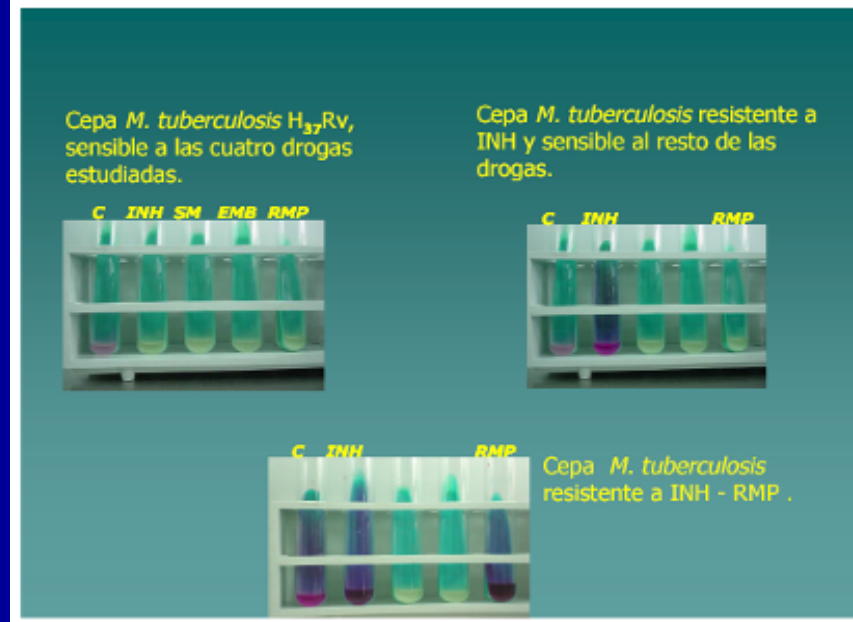 Cepa M. tuberculosis H37Rv,
sensible a las cuatro drogas
estudiadas.
C INH SM EMB RMP
Cepa M. tuberculosis resistente a
INH y sensible al resto de las
drogas.
C INH RMP
C INH RMP
Cepa M. tuberculosis
resistente a INH - RMP .